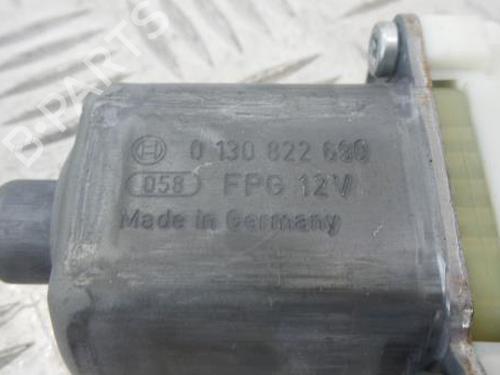 0 130 822 680
058 FPG 12V
Made in Germany
B-PARTS